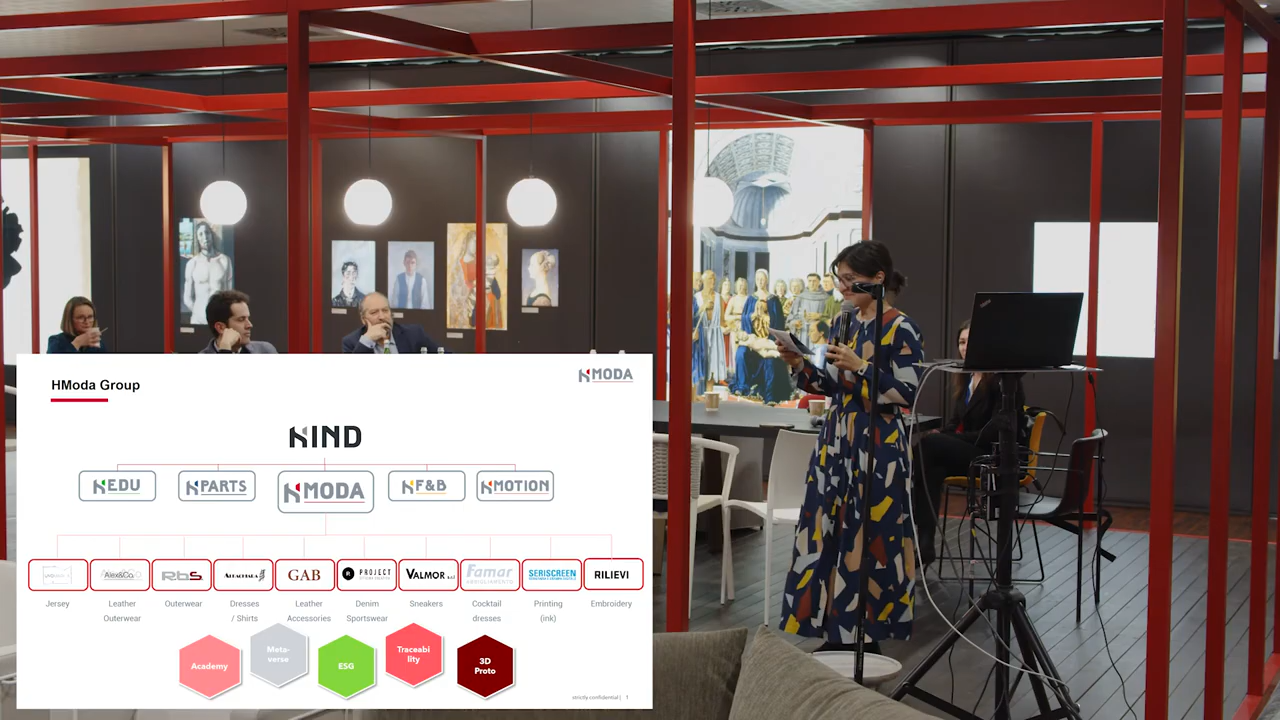 HModa Group
HMODA
HIND
HEDU
HPARTS
HMODA
HF&B
HMOTION
Alex&Co.
RbS
GAB
PROJECT
VALMOR s.r.l
Famar
ABBIGLIAMENTO
SERISCREEN
RILIEVI
Jersey
Leather
Outerwear
Outerwear
Dresses
/ Shirts
Leather
Accessories
Denim
Sportswear
Sneakers
Cocktail
dresses
Printing
(ink)
Embroidery
Academy
Meta-
verse
ESG
Traceabi
lity
3D
Proto
strictly confidential | 1